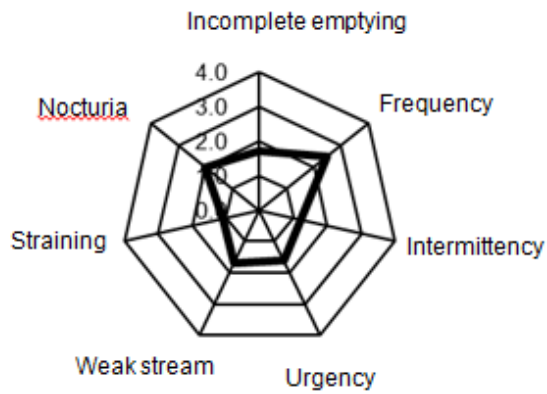 Incomplete emptying
4.0
Nocturia
Frequency
3.0
2.0
Straining
Intermittency
Weak stream
Urgency